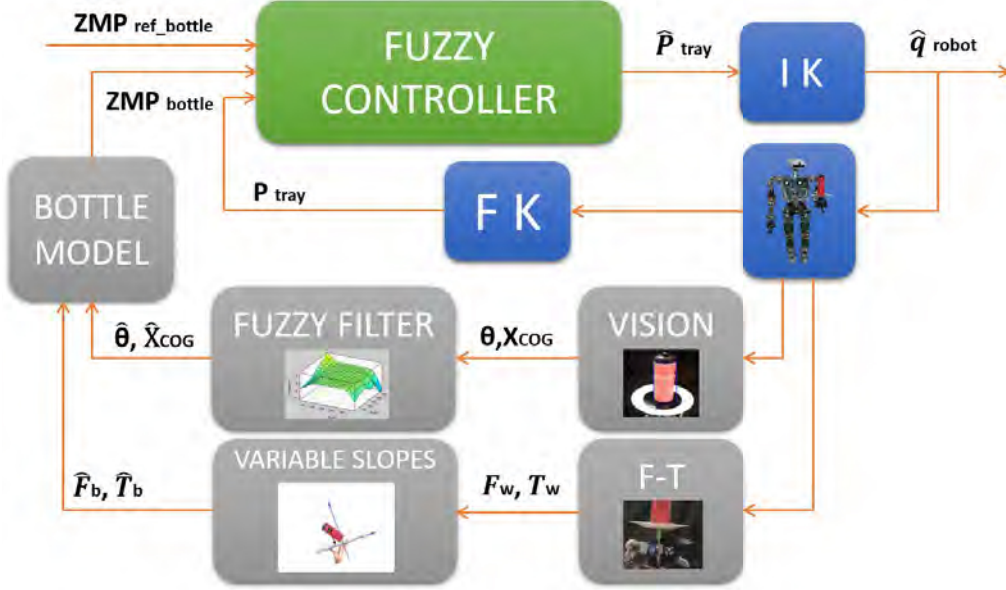 ZMP ref_bottle
FUZZY
CONTROLLER
P̂ tray
I K
q̂ robot
ZMP bottle
BOTTLE
MODEL
P tray
F K
FUZZY FILTER
VISION
θ̂, X̂COG
θ,XCOG
VARIABLE SLOPES
F-T
F̂b, T̂b
Fw, Tw